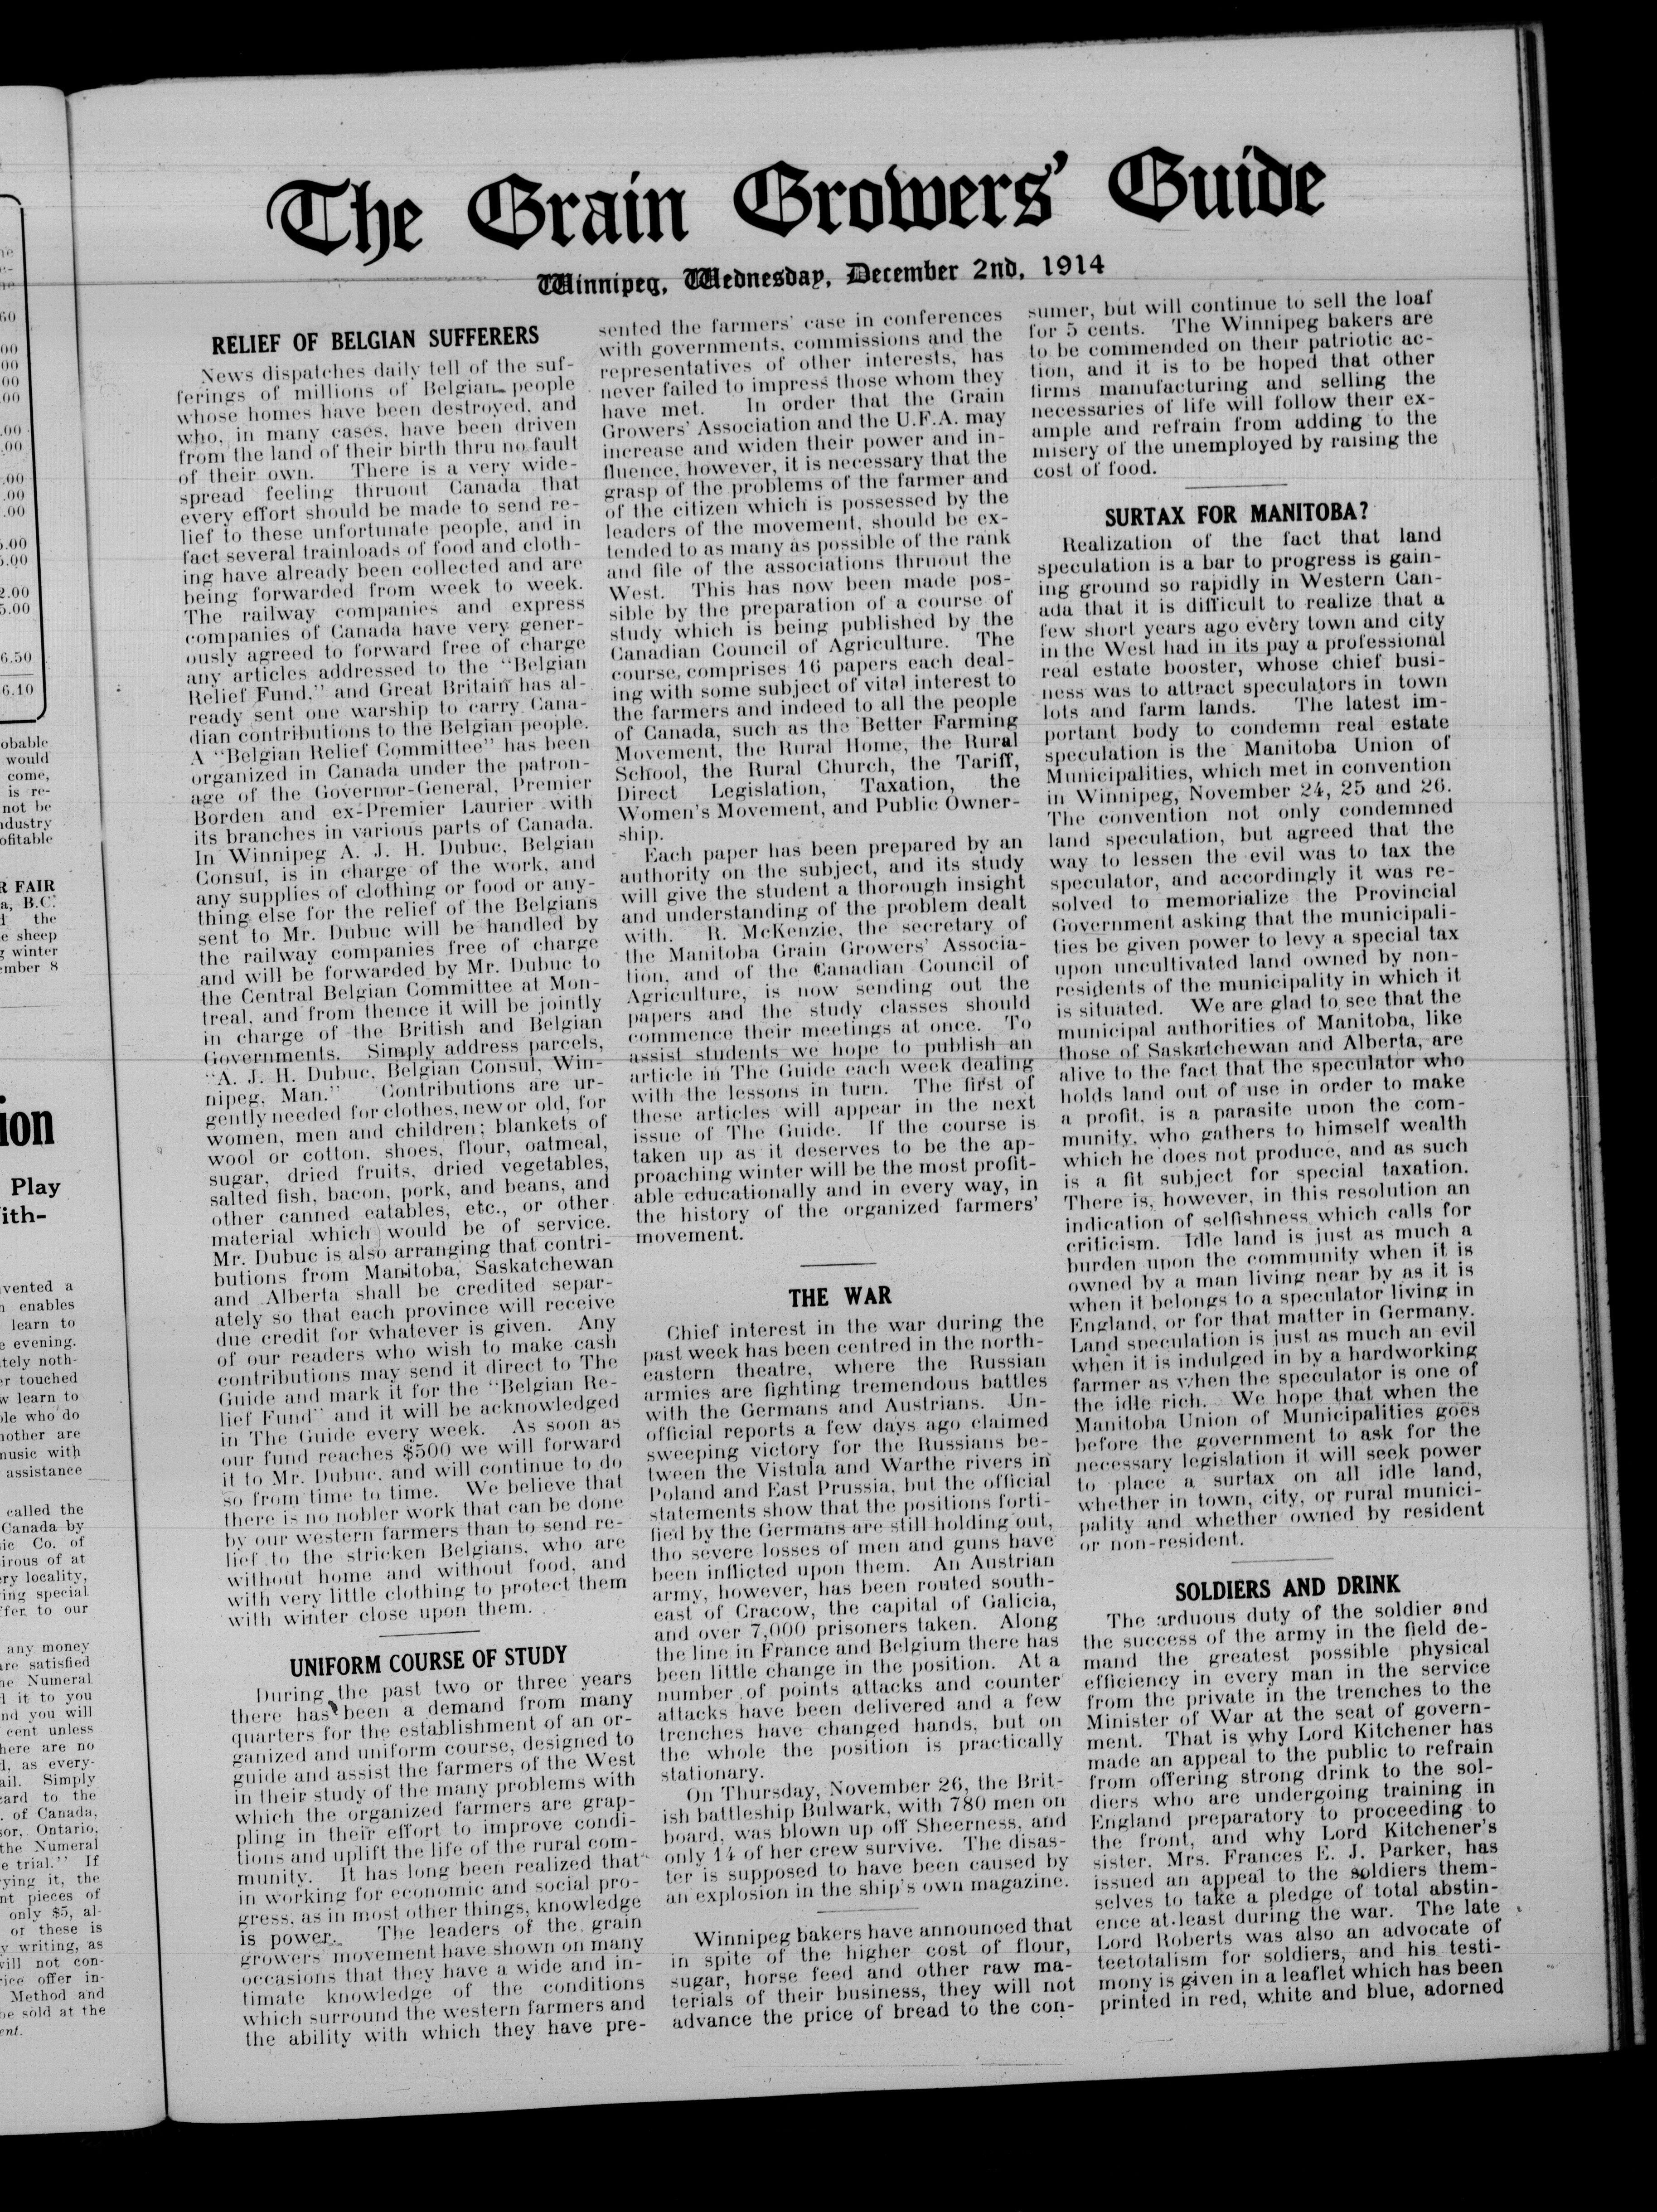 The Grain Growers' Guide
Winnipeg, Wednesday, December 2nd, 1914
RELIEF OF BELGIAN SUFFERERS
News dispatches daily tell of the suf-
ferings of millions of Belgian people
whose homes have been destroyed, and
who, in many cases, have been driven
from the land of their birth thru no fault
of their own. There is a very wide-
spread feeling thruout Canada that
every effort should be made to send re-
lief to these unfortunate people, and in
fact several trainloads of food and cloth-
ing have already been collected and are
being forwarded from week to week.
The railway companies and express
companies of Canada have very gener-
ously agreed to forward free of charge
any articles addressed to the "Belgian
Relief Fund," and Great Britain has al-
ready sent one warship to carry Cana-
dian contributions to the Belgian people.
A "Belgian Relief Committee" has been
organized in Canada under the patron-
age of the Governor-General, Premier
Borden and ex-Premier Laurier with
its branches in various parts of Canada.
In Winnipeg A. J. H. Dubuc, Belgian
Consul, is in charge of the work, and
any supplies of clothing or food or any-
thing else for the relief of the Belgians
sent to Mr. Dubuc will be handled by
the railway companies free of charge
and will be forwarded by Mr. Dubuc to
the Central Belgian Committee at Mon-
treal, and from thence it will be jointly
in charge of the British and Belgian
Governments. Simply address parcels,
"A. J. H. Dubuc, Belgian Consul, Win-
nipeg, Man." Contributions are ur-
gently needed for clothes, new or old, for
women, men and children; blankets of
wool or cotton, shoes, flour, oatmeal,
sugar, dried fruits, dried vegetables,
salted fish, bacon, pork, and beans, and
other canned eatables, etc., or other
material which would be of service.
Mr. Dubuc is also arranging that contri-
butions from Manitoba, Saskatchewan
and Alberta shall be credited separ-
ately so that each province will receive
due credit for whatever is given. Any
of our readers who wish to make cash
contributions may send it direct to The
Guide and mark it for the "Belgian Re-
lief Fund" and it will be acknowledged
in The Guide every week. As soon as
our fund reaches $500 we will forward
it to Mr. Dubuc, and will continue to do
so from time to time. We believe that
there is no nobler work that can be done
by our western farmers than to send re-
lief to the stricken Belgians, who are
without home and without food, and
with very little clothing to protect them
with winter close upon them.
UNIFORM COURSE OF STUDY
During the past two or three years
there has been a demand from many
quarters for the establishment of an or-
ganized and uniform course, designed to
guide and assist the farmers of the West
in their study of the many problems with
which the organized farmers are grap-
pling in their effort to improve condi-
tions and uplift the life of the rural com-
munity. It has long been realized that
in working for economic and social pro-
gress, as in most other things, knowledge
is power. The leaders of the grain
growers' movement have shown on many
occasions that they have a wide and in-
timate knowledge of the conditions
which surround the western farmers and
the ability with which they have pre-
sented the farmers' case in conferences
with governments, commissions and the
representatives of other interests, has
never failed to impress those whom they
have met. In order that the Grain
Growers' Association and the U.F.A. may
increase and widen their power and in-
fluence, however, it is necessary that the
grasp of the problems of the farmer and
of the citizen which is possessed by the
leaders of the movement, should be ex-
tended to as many as possible of the rank
and file of the associations thruout the
West. This has now been made pos-
sible by the preparation of a course of
study which is being published by the
Canadian Council of Agriculture. The
course, comprises 16 papers each deal-
ing with some subject of vital interest to
the farmers and indeed to all the people
of Canada, such as the Better Farming
Movement, the Rural Home, the Rural
School, the Rural Church, the Tariff,
Direct Legislation, Taxation, the
Women's Movement, and Public Owner-
ship.
Each paper has been prepared by an
authority on the subject, and its study
will give the student a thorough insight
and understanding of the problem dealt
with. R. McKenzie, the secretary of
the Manitoba Grain Growers' Associa-
tion, and of the Canadian Council of
Agriculture, is now sending out the
papers and the study classes should
commence their meetings at once. To
assist students we hope to publish an
article in The Guide each week dealing
with the lessons in turn. The first of
these articles will appear in the next
issue of The Guide. If the course is
taken up as it deserves to be the ap-
proaching winter will be the most profit-
able educationally and in every way, in
the history of the organized farmers'
movement.
THE WAR
Chief interest in the war during the
past week has been centred in the north-
eastern theatre, where the Russian
armies are fighting tremendous battles
with the Germans and Austrians. Un-
official reports a few days ago claimed
sweeping victory for the Russians be-
tween the Vistula and Warthe rivers in
Poland and East Prussia, but the official
statements show that the positions forti-
fied by the Germans are still holding out,
tho severe losses of men and guns have
been inflicted upon them. An Austrian
army, however, has been routed south-
east of Cracow, the capital of Galicia,
and over 7,000 prisoners taken. Along
the line in France and Belgium there has
been little change in the position. At a
number of points attacks and counter
attacks have been delivered and a few
trenches have changed hands, but on
the whole the position is practically
stationary.
On Thursday, November 26, the Brit-
ish battleship Bulwark, with 780 men on
board, was blown up off Sheerness, and
only 14 of her crew survive. The disas-
ter is supposed to have been caused by
an explosion in the ship's own magazine.
Winnipeg bakers have announced that
in spite of the higher cost of flour,
sugar, horse feed and other raw ma-
terials of their business, they will not
advance the price of bread to the con-
sumer, but will continue to sell the loaf
for 5 cents. The Winnipeg bakers are
to be commended on their patriotic ac-
tion, and it is to be hoped that other
firms manufacturing and selling the
necessaries of life will follow their ex-
ample and refrain from adding to the
misery of the unemployed by raising the
cost of food.
SURTAX FOR MANITOBA?
Realization of the fact that land
speculation is a bar to progress is gain-
ing ground so rapidly in Western Can-
ada that it is difficult to realize that a
few short years ago every town and city
in the West had in its pay a professional
real estate booster, whose chief busi-
ness was to attract speculators in town
lots and farm lands. The latest im-
portant body to condemn real estate
speculation is the Manitoba Union of
Municipalities, which met in convention
in Winnipeg, November 24, 25 and 26.
The convention not only condemned
land speculation, but agreed that the
way to lessen the evil was to tax the
speculator, and accordingly it was re-
solved to memorialize the Provincial
Government asking that the municipali-
ties be given power to levy a special tax
upon uncultivated land owned by non-
residents of the municipality in which it
is situated. We are glad to see that the
municipal authorities of Manitoba, like
those of Saskatchewan and Alberta, are
alive to the fact that the speculator who
holds land out of use in order to make
a profit, is a parasite upon the com-
munity, who gathers to himself wealth
which he does not produce, and as such
is a fit subject for special taxation.
There is, however, in this resolution an
indication of selfishness which calls for
criticism. Idle land is just as much a
burden upon the community when it is
owned by a man living near by as it is
when it belongs to a speculator living in
England, or for that matter in Germany.
Land speculation is just as much an evil
when it is indulged in by a hardworking
farmer as when the speculator is one of
the idle rich. We hope that when the
Manitoba Union of Municipalities goes
before the government to ask for the
necessary legislation it will seek power
to place a surtax on all idle land,
whether in town, city, or rural munici-
pality and whether owned by resident
or non-resident.
SOLDIERS AND DRINK
The arduous duty of the soldier and
the success of the army in the field de-
mand the greatest possible physical
efficiency in every man in the service
from the private in the trenches to the
Minister of War at the seat of govern-
ment. That is why Lord Kitchener has
made an appeal to the public to refrain
from offering strong drink to the sol-
diers who are undergoing training in
England preparatory to proceeding to
the front, and why Lord Kitchener's
sister, Mrs. Frances E. J. Parker, has
issued an appeal to the soldiers them-
selves to take a pledge of total abstin-
ence at least during the war. The late
Lord Roberts was also an advocate of
teetotalism for soldiers, and his testi-
mony is given in a leaflet which has been
printed in red, white and blue, adorned